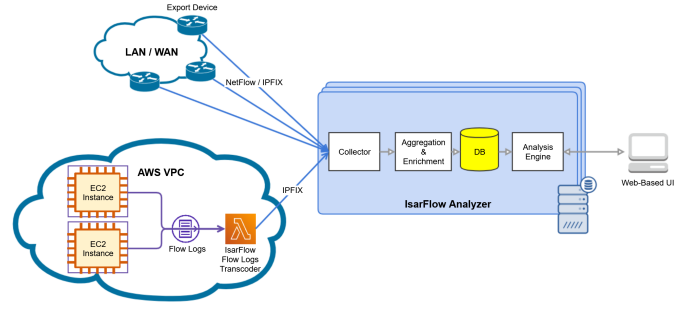 Export Device
LAN / WAN
NetFlow / IPFIX
Collector
Aggregation
&
Enrichment
DB
Analysis
Engine
Web-Based UI
IsarFlow Analyzer
AWS VPC
EC2
Instance
EC2
Instance
Flow Logs
IsarFlow
Flow Logs
Transcoder
IPFIX